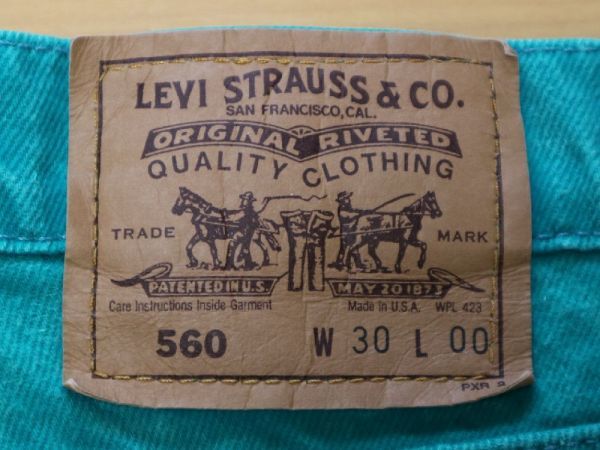 LEVI STRAUSS & CO.
SAN FRANCISCO, CAL.
ORIGINAL RIVETED
QUALITY CLOTHING
TRADE MARK
PATENTED IN U.S. MAY 20 1873
Care Instructions Inside Garment Made in U.S.A. WPL 423
560 W 30 L 00
PXR